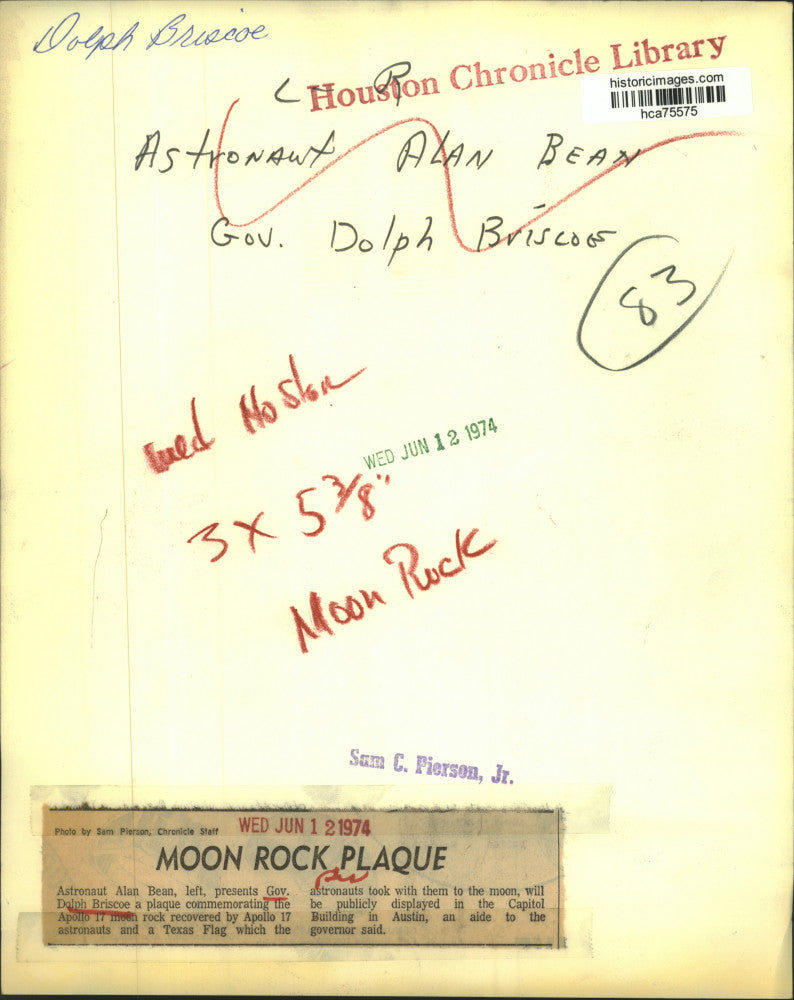 Dolph Briscoe
Houston Chronicle Library
historicimages.com
hca75575
L - R
Astronaut Alan Bean
Gov. Dolph Briscoe
83
Wed
WED JUN 12 1974
3 x 5 3/8"
Moon Rock
Sam C. Pierson, Jr.
Photo by Sam Pierson, Chronicle Staff
WED JUN 12 1974
MOON ROCK PLAQUE
Astronaut Alan Bean, left, presents Gov.
Dolph Briscoe a plaque commemorating the
Apollo 17 moon rock recovered by Apollo 17
astronauts and a Texas Flag which the
astronauts took with them to the moon, will
be publicly displayed in the Capitol
Building in Austin, an aide to the
governor said.